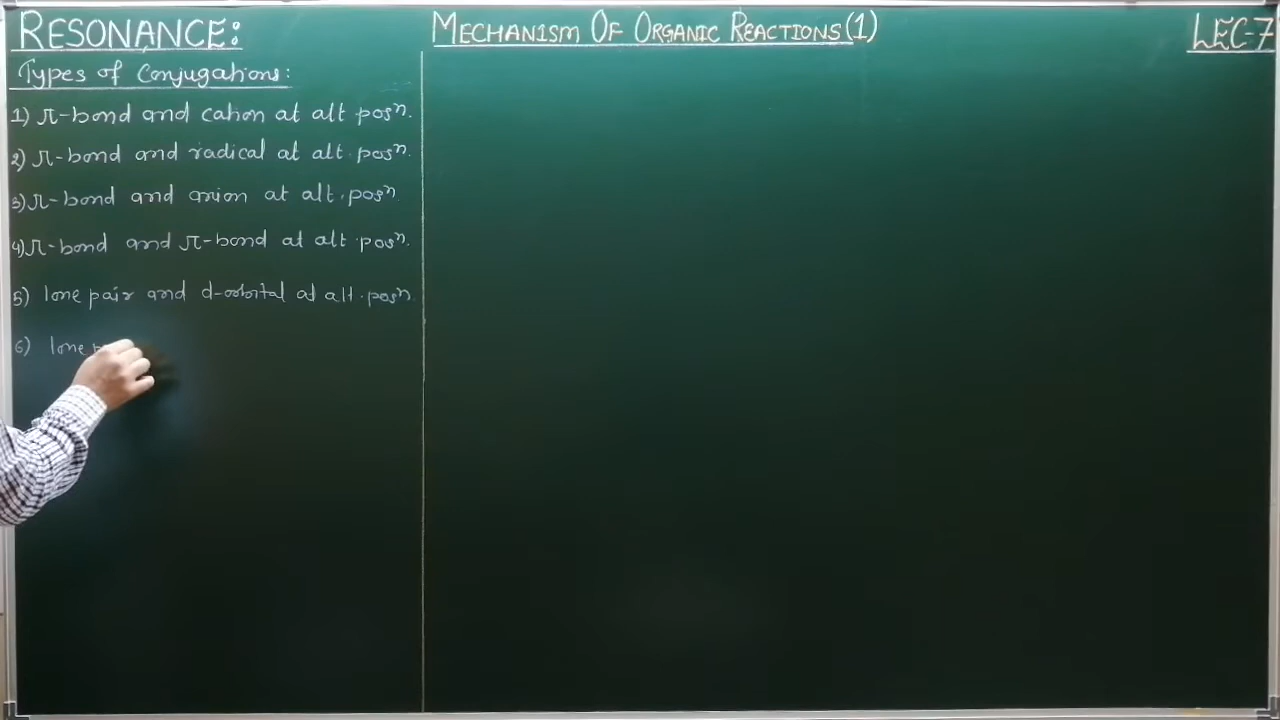 RESONANCE:
MECHANISM OF ORGANIC REACTIONS(1)
LEC-7
Types of Conjugations:
1) π-bond and cation at alt posⁿ.
2) π-bond and radical at alt. posⁿ.
3) π-bond and anion at alt. posⁿ
4) π-bond and π-bond at alt. posⁿ.
5) lone pair and d-orbital at alt. posⁿ
6) lone